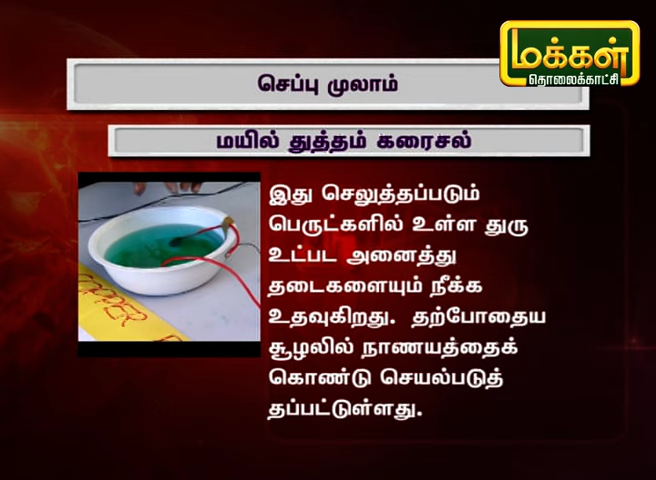 மக்கள்
தொலைக்காட்சி
செப்பு முலாம்
மயில் துத்தம் கரைசல்
இது செலுத்தப்படும்
பெருட்களில் உள்ள துரு
உட்பட அனைத்து
தடைகளையும் நீக்க
உதவுகிறது. தற்போதைய
சூழலில் நாணயத்தைக்
கொண்டு செயல்படுத்
தப்பட்டுள்ளது.
COPPER